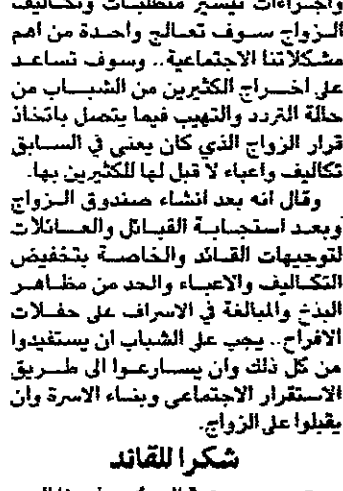 واجراءات تيسير متطلبات وتكاليف
الزواج سوف تعالج واحدة من اهم
مشكلاتنا الاجتماعية.. وسوف تساعد
على اخراج الكثيرين من الشباب من
حالة التردد والتهيب فيما يتصل باتخاذ
قرار الزواج الذي كان يعني في السابق
تكاليف واعباء لا قبل لها للكثيرين بها.
وقال انه بعد انشاء صندوق الزواج
وبعد استجابة القبائل والعائلات
لتوجيهات القائد والخاصة بتخفيض
التكاليف والاعباء والحد من مظاهر
البذخ والمبالغة في الاسراف على حفلات
الافراح.. يجب على الشباب ان يستفيدوا
من كل ذلك وان يسارعوا الى طريق
الاستقرار الاجتماعي وبناء الاسرة وان
يقبلوا على الزواج.
شكرا للقائد